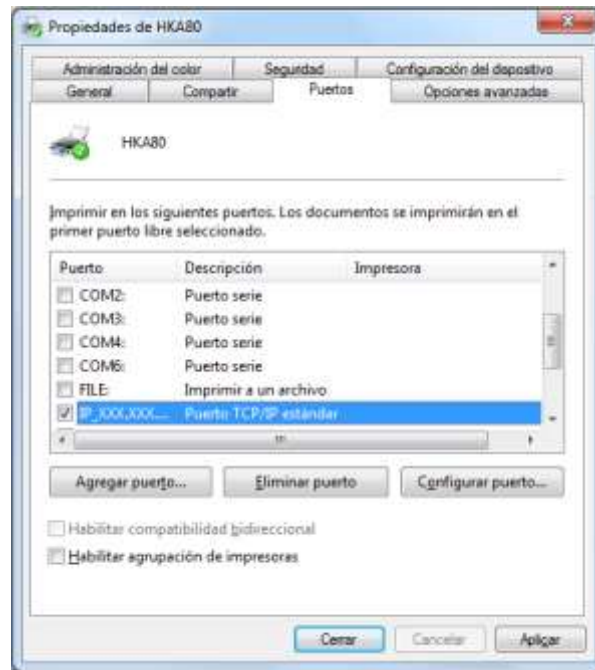 Propiedades de HKA80
Administración del color Seguridad Configuración del dispositivo
General Compartir Puertos Opciones avanzadas
HKA80
Imprimir en los siguientes puertos. Los documentos se imprimirán en el
primer puerto libre seleccionado.
Puerto Descripción Impresora
COM2: Puerto serie
COM3: Puerto serie
COM4: Puerto serie
COM6: Puerto serie
FILE: Imprimir a un archivo
IP_XXX.XXX.... Puerto TCP/IP estándar
Agregar puerto... Eliminar puerto Configurar puerto...
Habilitar compatibilidad bidireccional
Habilitar agrupación de impresoras
Cerrar Cancelar Aplicar